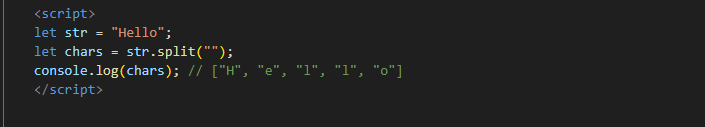 <script>
let str = "Hello";
let chars = str.split("");
console.log(chars); // ["H", "e", "l", "l", "o"]
</script>